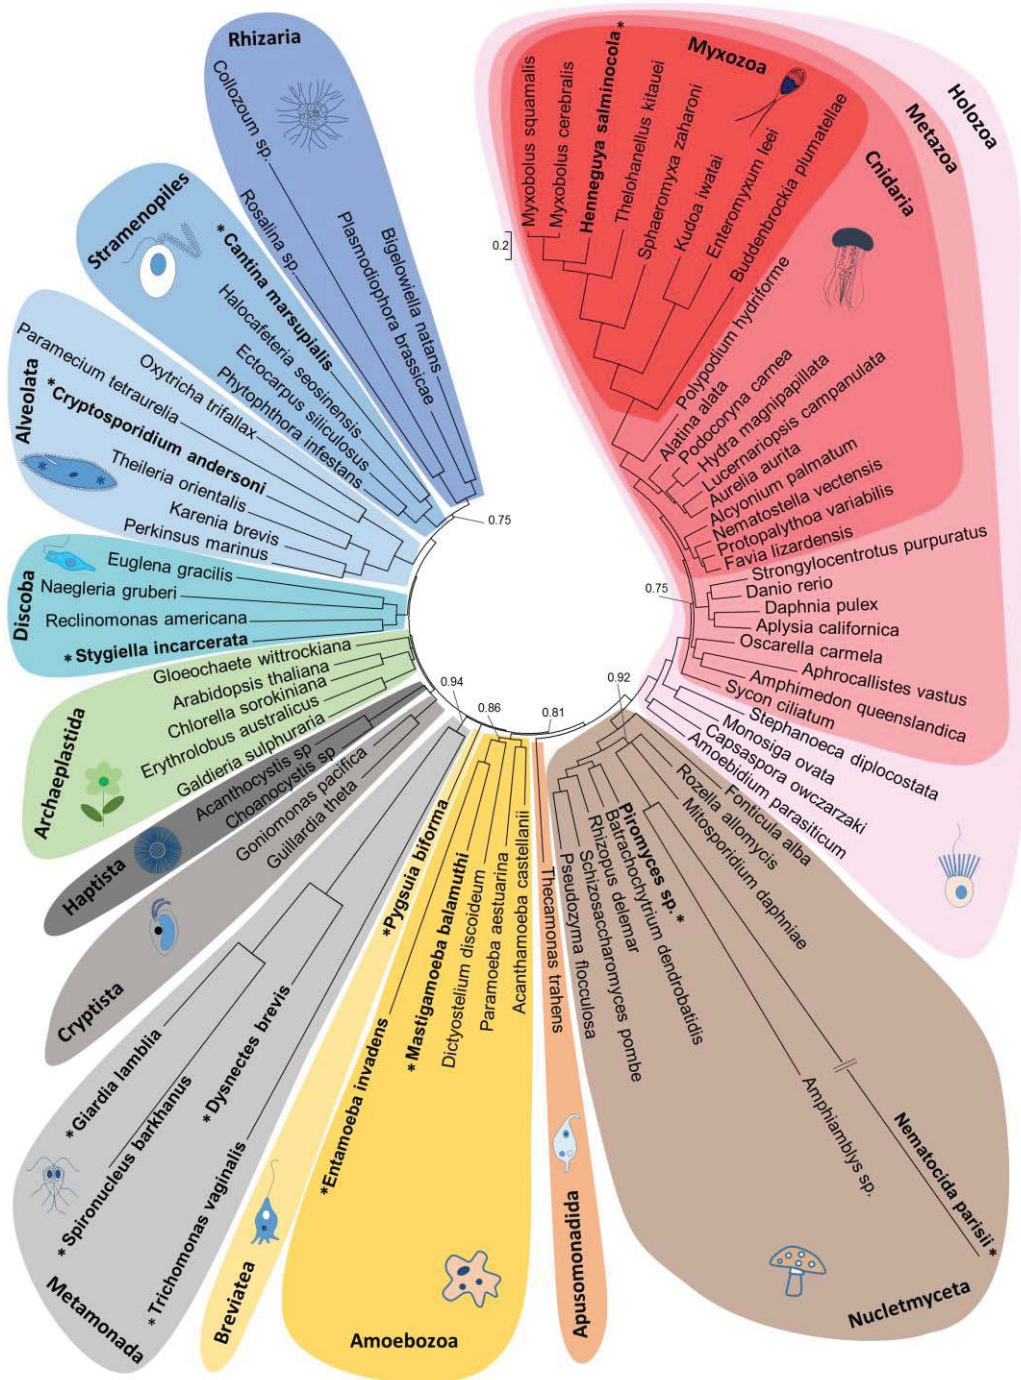 Rhizaria
Collozoum sp.
Rosalina sp.
Plasmodiophora brassicae
Bigelowiella natans
Stramenopiles
*Cantina marsupialis
Halocafeteria seosinensis
Ectocarpus siliculosus
Phytophthora infestans
Alveolata
Oxytricha trifallax
Paramecium tetraurelia
*Cryptosporidium andersoni
Theileria orientalis
Karenia brevis
Perkinsus marinus
Discoba
Euglena gracilis
Naegleria gruberi
Reclinomonas americana
*Stygiella incarcerata
Archaeplastida
Gloeochaete wittrockiana
Arabidopsis thaliana
Chlorella sorokiniana
Erythrolobus australicus
Galdieria sulphuraria
Haptista
Acanthocystis sp
Choanocystis sp
Cryptista
Goniomonas pacifica
Guillardia theta
Metamonada
*Giardia lamblia
*Spironucleus barkhanus
*Dysnectes brevis
*Trichomonas vaginalis
Breviatea
*Pygsuia biforma
Amoebozoa
*Entamoeba invadens
*Mastigamoeba balamuthi
Dictyostelium discoideum
Paramoeba aestuarina
Acanthamoeba castellanii
Apusomonadida
Thecamonas trahens
Nucletmyceta
Pseudozyma flocculosa
Schizosaccharomyces pombe
Rhizopus delemar
Batrachochytrium dendrobatidis
Piromyces sp.*
Amphiamblys sp.
Nematocida parisii*
Mitosporidium daphniae
Rozella allomycis
Fonticula alba
Holozoa
Amoebidium parasiticum
Capsaspora owczarzaki
Monosiga ovata
Stephanoeca diplocostata
Metazoa
Sycon ciliatum
Amphimedon queenslandica
Aphrocallistes vastus
Oscarella carmela
Aplysia californica
Daphnia pulex
Danio rerio
Strongylocentrotus purpuratus
Cnidaria
Favia lizardensis
Protopalythoa variabilis
Nematostella vectensis
Alcyonium palmatum
Aurelia aurita
Lucernariopsis campanulata
Hydra magnipapillata
Podocoryna carnea
Alatina alata
Polypodium hydriforme
Myxozoa
Buddenbrockia plumatellae
Enteromyxum leei
Kudoa iwatai
Sphaeromyxa zaharoni
Thelohanellus kitauei
Henneguya salminocola*
Myxobolus cerebralis
Myxobolus squamalis
0.2
0.75
0.75
0.94
0.86
0.81
0.92